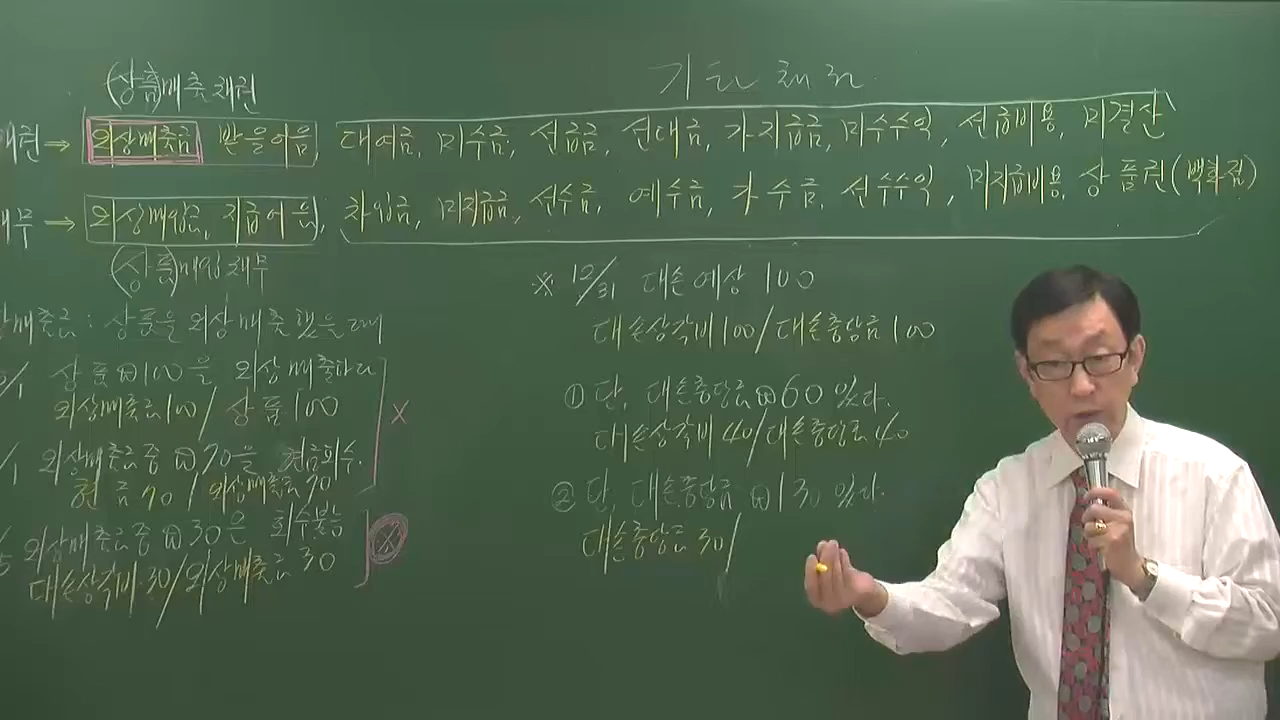 (상품)매출채권
기타 채권
채권 ⇒ 외상매출금 받을어음 대여금, 미수금, 선급금, 선대금, 가지급금, 미수수익, 선급비용, 미결산
채무 ⇒ 외상매입금, 지급어음, 차입금, 미지급금, 선수금, 예수금, 가수금, 선수수익, 미지급비용, 상품권(백화점)
(상품)매입채무
※ 12/31 대손예상 100
대손상각비 100/대손충당금 100
① 단, 대손충당금 ₩60 있다.
대손상각비 40/대손충당금 40
② 단, 대손충당금 ₩130 있다.
대손충당금 30/
매출금: 상품을 외상매출했을때
/1 상품 ₩100을 외상매출하다
외상매출금 100/상품 100
/1 외상매출금중 ₩70을 현금회수.
현금 70/외상매출금 70
외상매출금중 ₩30은 회수불능
대손상각비 30/외상매출금 30